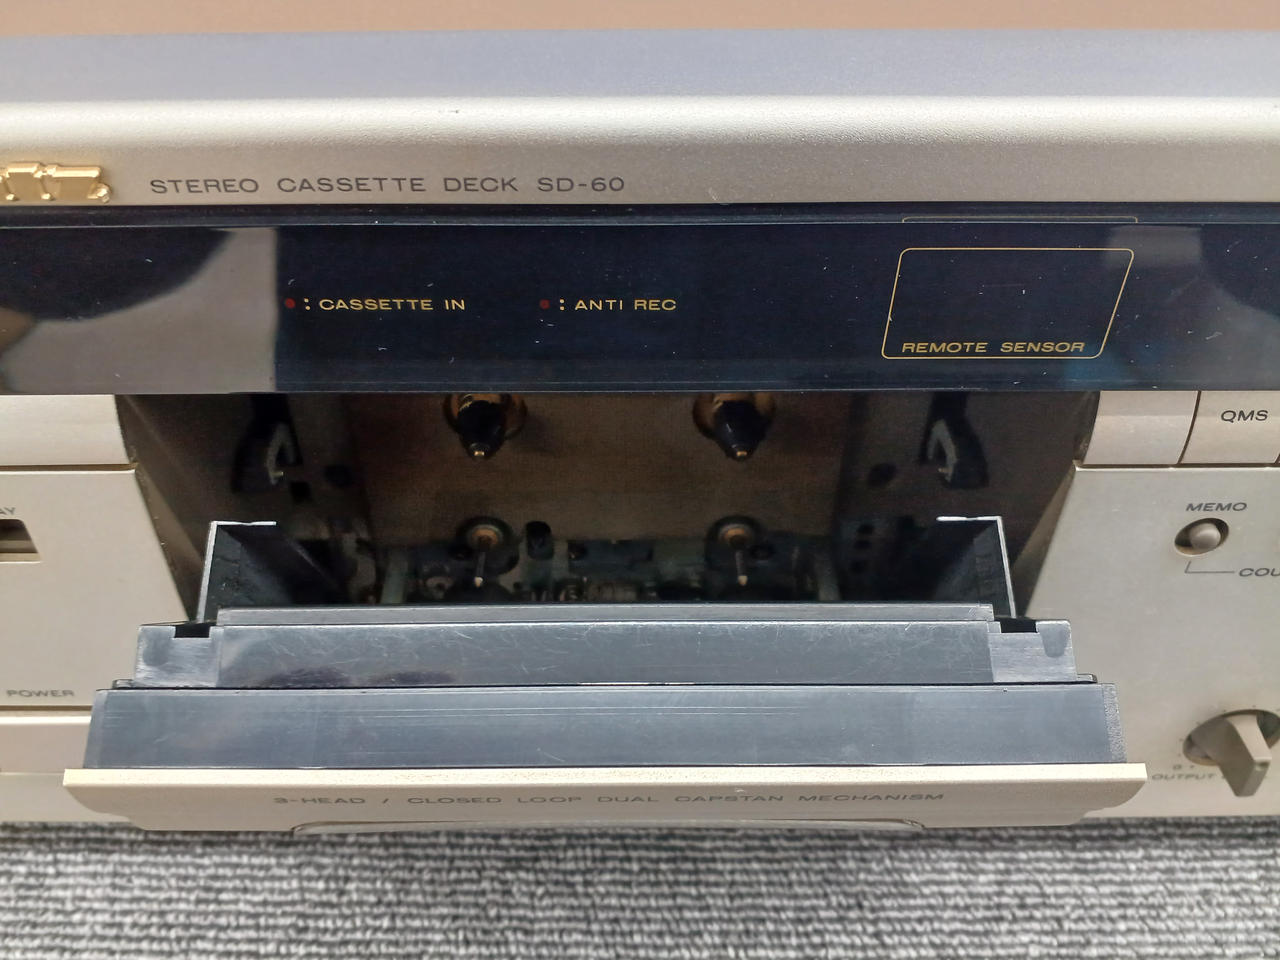 STEREO CASSETTE DECK SD-60
: CASSETTE IN
: ANTI REC
REMOTE SENSOR
QMS
MEMO
POWER
OUTPUT
3-HEAD / CLOSED LOOP DUAL CAPSTAN MECHANISM